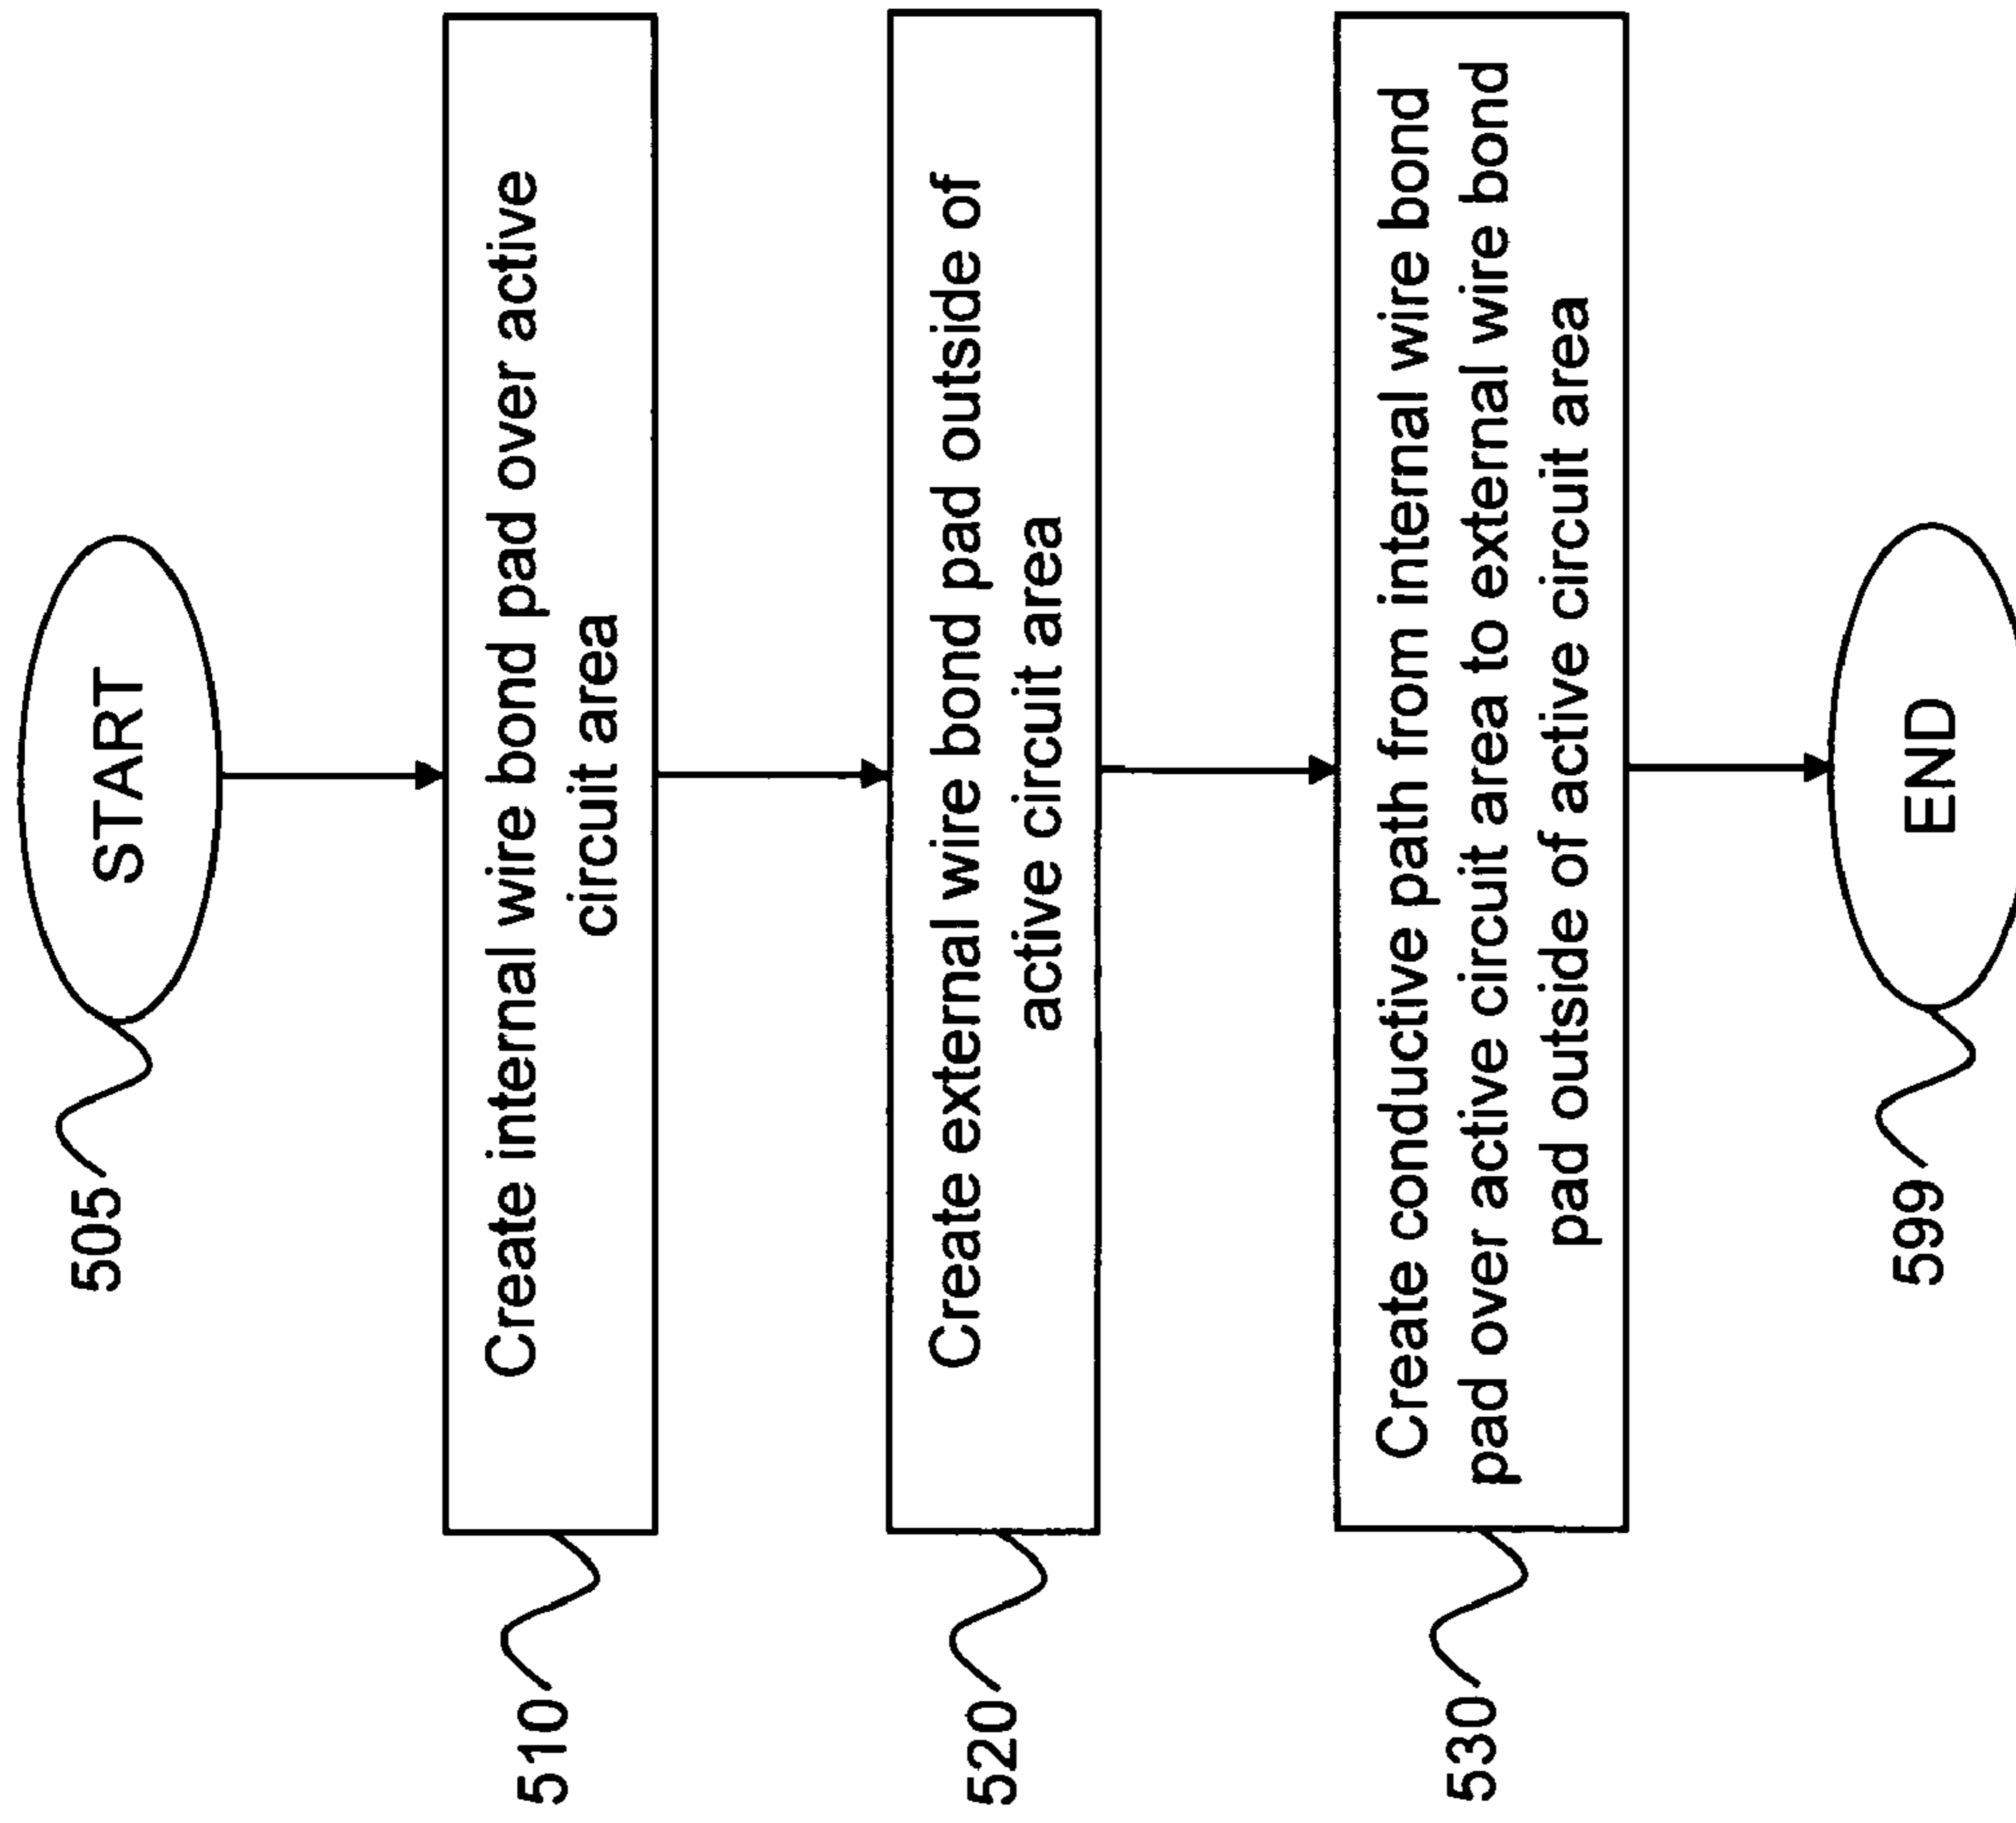 START
505
Create internal wire bond pad over active
circuit area
510
Create external wire bond pad outside of
active circuit area
520
Create conductive path from internal wire bond
pad over active circuit area to external wire bond
pad outside of active circuit area
530
END
599